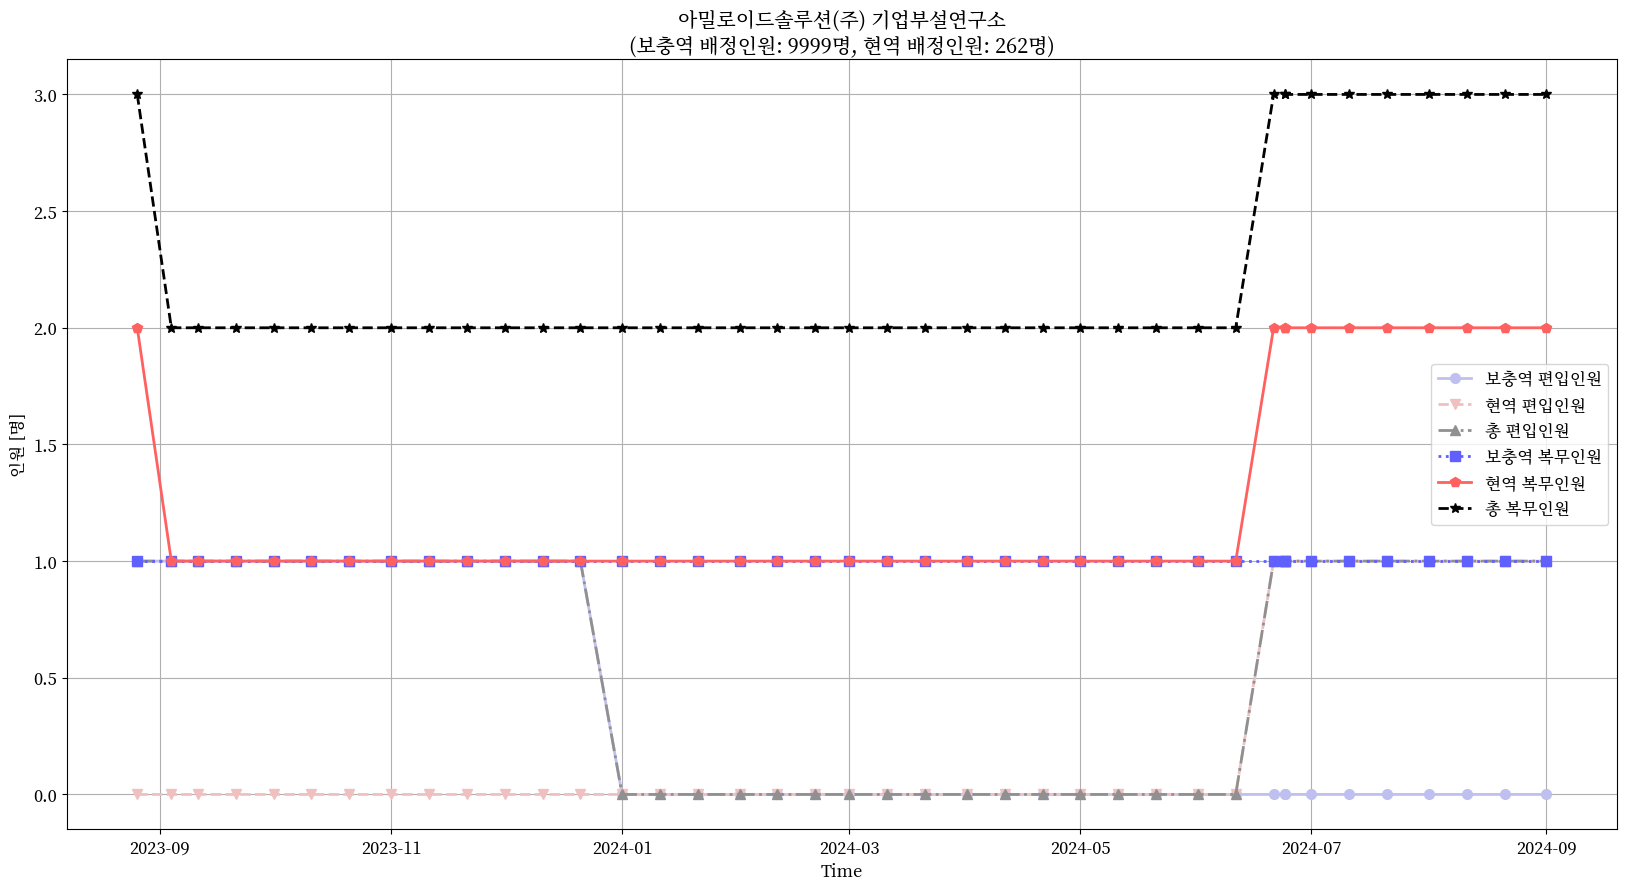 아밀로이드솔루션(주) 기업부설연구소
(보충역 배정인원: 9999명, 현역 배정인원: 262명)
3.0
2.5
2.0
1.5
1.0
0.5
0.0
인원 [명]
보충역 편입인원
현역 편입인원
총 편입인원
보충역 복무인원
현역 복무인원
총 복무인원
2023-09 2023-11 2024-01 2024-03 2024-05 2024-07 2024-09
Time